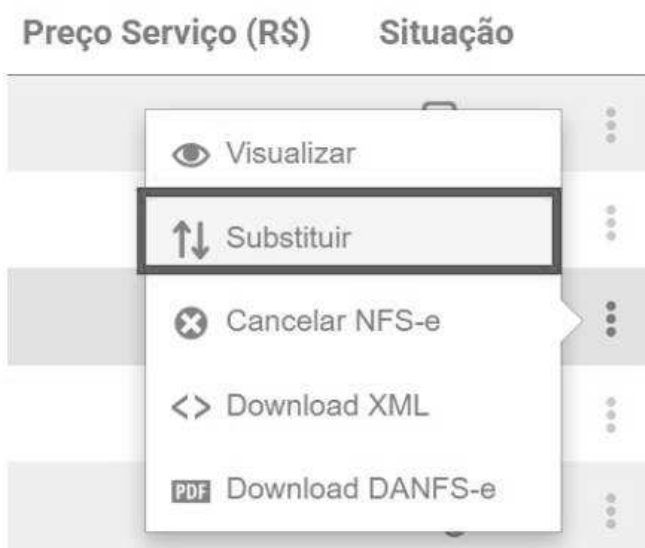 Preço Serviço (R$) Situação
Visualizar
Substituir
Cancelar NFS-e
Download XML
PDF Download DANFS-e